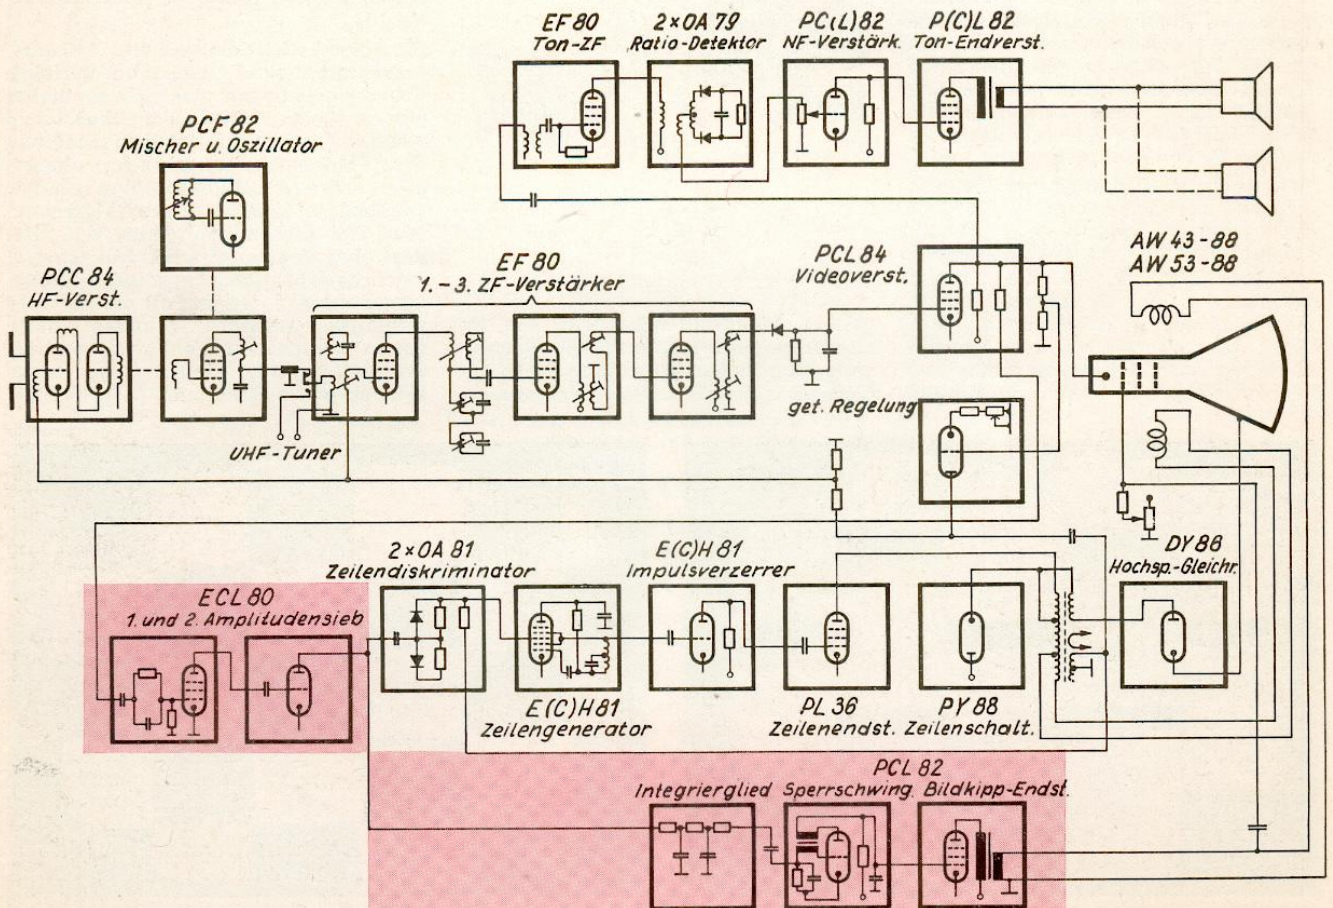 EF 80
Ton-ZF
2×OA 79
Ratio-Detektor
PC(L)82
NF-Verstärk.
P(C)L 82
Ton-Endverst.
PCF 82
Mischer u. Oszillator
PCC 84
HF-Verst.
EF 80
1.-3. ZF-Verstärker
PCL 84
Videoverst.
AW 43-88
AW 53-88
UHF-Tuner
get. Regelung
ECL 80
1. und 2. Amplitudensieb
2×OA 81
Zeilendiskriminator
E(C)H 81
Impulsverzerrer
DY 86
Hochsp.-Gleichr.
E(C)H 81
Zeilengenerator
PL 36
Zeilenendst.
PY 88
Zeilenschalt.
PCL 82
Integrierglied
Sperrschwing.
Bildkipp-Endst.